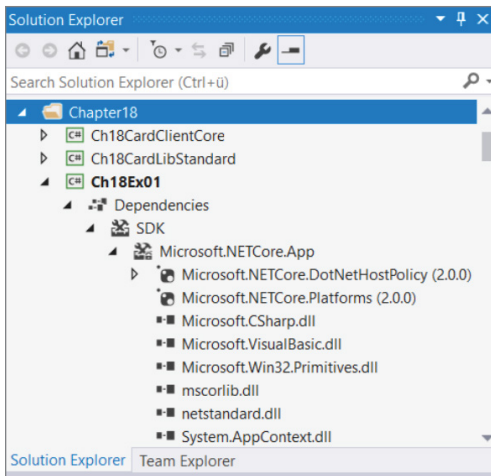 Solution Explorer
Search Solution Explorer (Ctrl+ü)
Chapter18
C# Ch18CardClientCore
C# Ch18CardLibStandard
C# Ch18Ex01
Dependencies
SDK
Microsoft.NETCore.App
Microsoft.NETCore.DotNetHostPolicy (2.0.0)
Microsoft.NETCore.Platforms (2.0.0)
Microsoft.CSharp.dll
Microsoft.VisualBasic.dll
Microsoft.Win32.Primitives.dll
mscorlib.dll
netstandard.dll
System.AppContext.dll
Solution Explorer Team Explorer